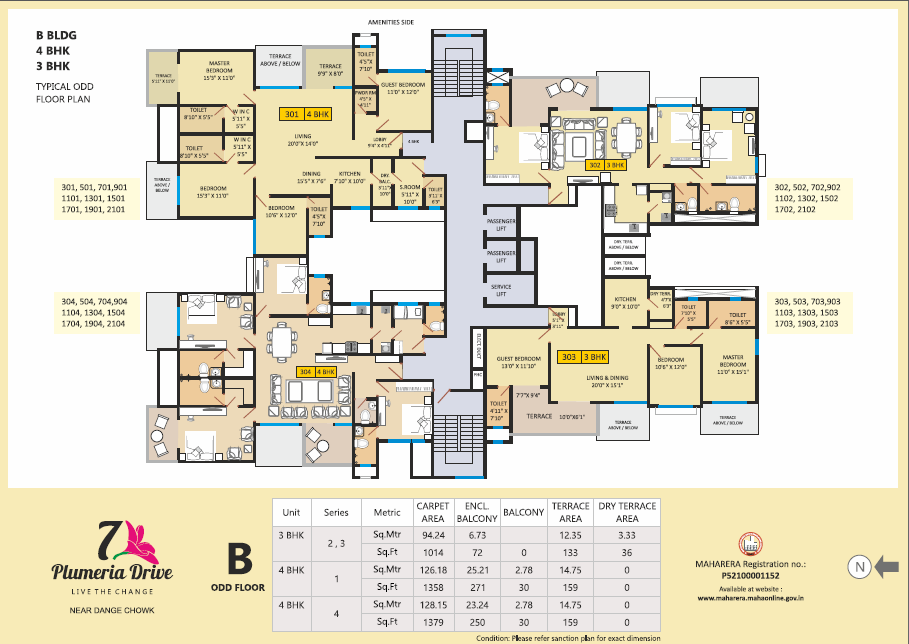 AMENITIES SIDE
B BLDG
4 BHK
3 BHK
TYPICAL ODD
FLOOR PLAN
301, 501, 701,901
1101, 1301, 1501
1701, 1901, 2101
304, 504, 704,904
1104, 1304, 1504
1704, 1904, 2104
302, 502, 702,902
1102, 1302, 1502
1702, 2102
303, 503, 703,903
1103, 1303, 1503
1703, 1903, 2103
TERRACE
5'11" X 11'0"
MASTER
BEDROOM
15'3" X 11'0"
TERRACE
ABOVE / BELOW
TERRACE
9'9" X 8'0"
TOILET
4'5" X
7'10"
GUEST BEDROOM
11'0" X 12'0"
TOILET
8'10" X 5'5"
W IN C
5'11" X
5'5"
301 4 BHK
PWDR RM
4'5" X
4'11"
LIVING
20'0" X 14'0"
LOBBY
9'4" X 4'11"
4 BHK
TOILET
8'10" X 5'5"
W IN C
5'11" X
5'5"
TERRACE
ABOVE /
BELOW
BEDROOM
15'3" X 11'0"
DINING
15'5" X 7'6"
KITCHEN
7'10" X 10'0"
DRY.
BALC.
3'11"X
10'0"
S.ROOM
5'11" X
10'0"
TOILET
3'11" X
6'3"
BEDROOM
10'6" X 12'0"
TOILET
4'5"X
7'10"
302 3 BHK
PASSENGER
LIFT
PASSENGER
LIFT
SERVICE
LIFT
DRY. TERR.
ABOVE / BELOW
DRY. TERR.
ABOVE / BELOW
304 4 BHK
ELECT. DUCT
LOBBY
5'1" X
3'11"
KITCHEN
9'0" X 10'0"
DRY TERR.
4'7"X
6'3"
TOILET
7'10" X
5'5"
TOILET
8'6" X 5'5"
GUEST BEDROOM
13'0" X 11'10"
303 3 BHK
LIVING & DINING
20'0" X 15'1"
BEDROOM
10'6" X 12'0"
MASTER
BEDROOM
11'0" X 15'1"
TOILET
4'11" X
7'10"
7'7"X 9'4"
TERRACE 10'0"X6'1"
TERRACE
ABOVE / BELOW
TERRACE
ABOVE / BELOW
7
Plumeria Drive
LIVE THE CHANGE
NEAR DANGE CHOWK
B
ODD FLOOR
Unit Series Metric CARPET AREA ENCL. BALCONY BALCONY TERRACE AREA DRY TERRACE AREA
3 BHK 2 , 3 Sq.Mtr 94.24 6.73 12.35 3.33
Sq.Ft 1014 72 0 133 36
4 BHK 1 Sq.Mtr 126.18 25.21 2.78 14.75 0
Sq.Ft 1358 271 30 159 0
4 BHK 4 Sq.Mtr 128.15 23.24 2.78 14.75 0
Sq.Ft 1379 250 30 159 0
Condition: Please refer sanction plan for exact dimension
MAHARERA Registration no.:
P52100001152
Available at website :
www.maharera.mahaonline.gov.in
N